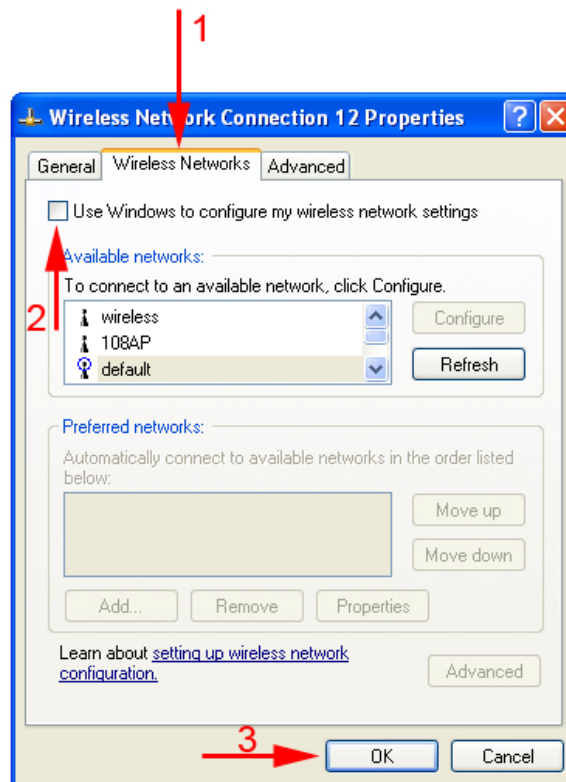 1
Wireless Network Connection 12 Properties
General Wireless Networks Advanced
Use Windows to configure my wireless network settings
2
Available networks:
To connect to an available network, click Configure.
wireless
108AP
default
Configure
Refresh
Preferred networks:
Automatically connect to available networks in the order listed
below:
Move up
Move down
Add... Remove Properties
Learn about setting up wireless network
configuration.
Advanced
3
OK Cancel